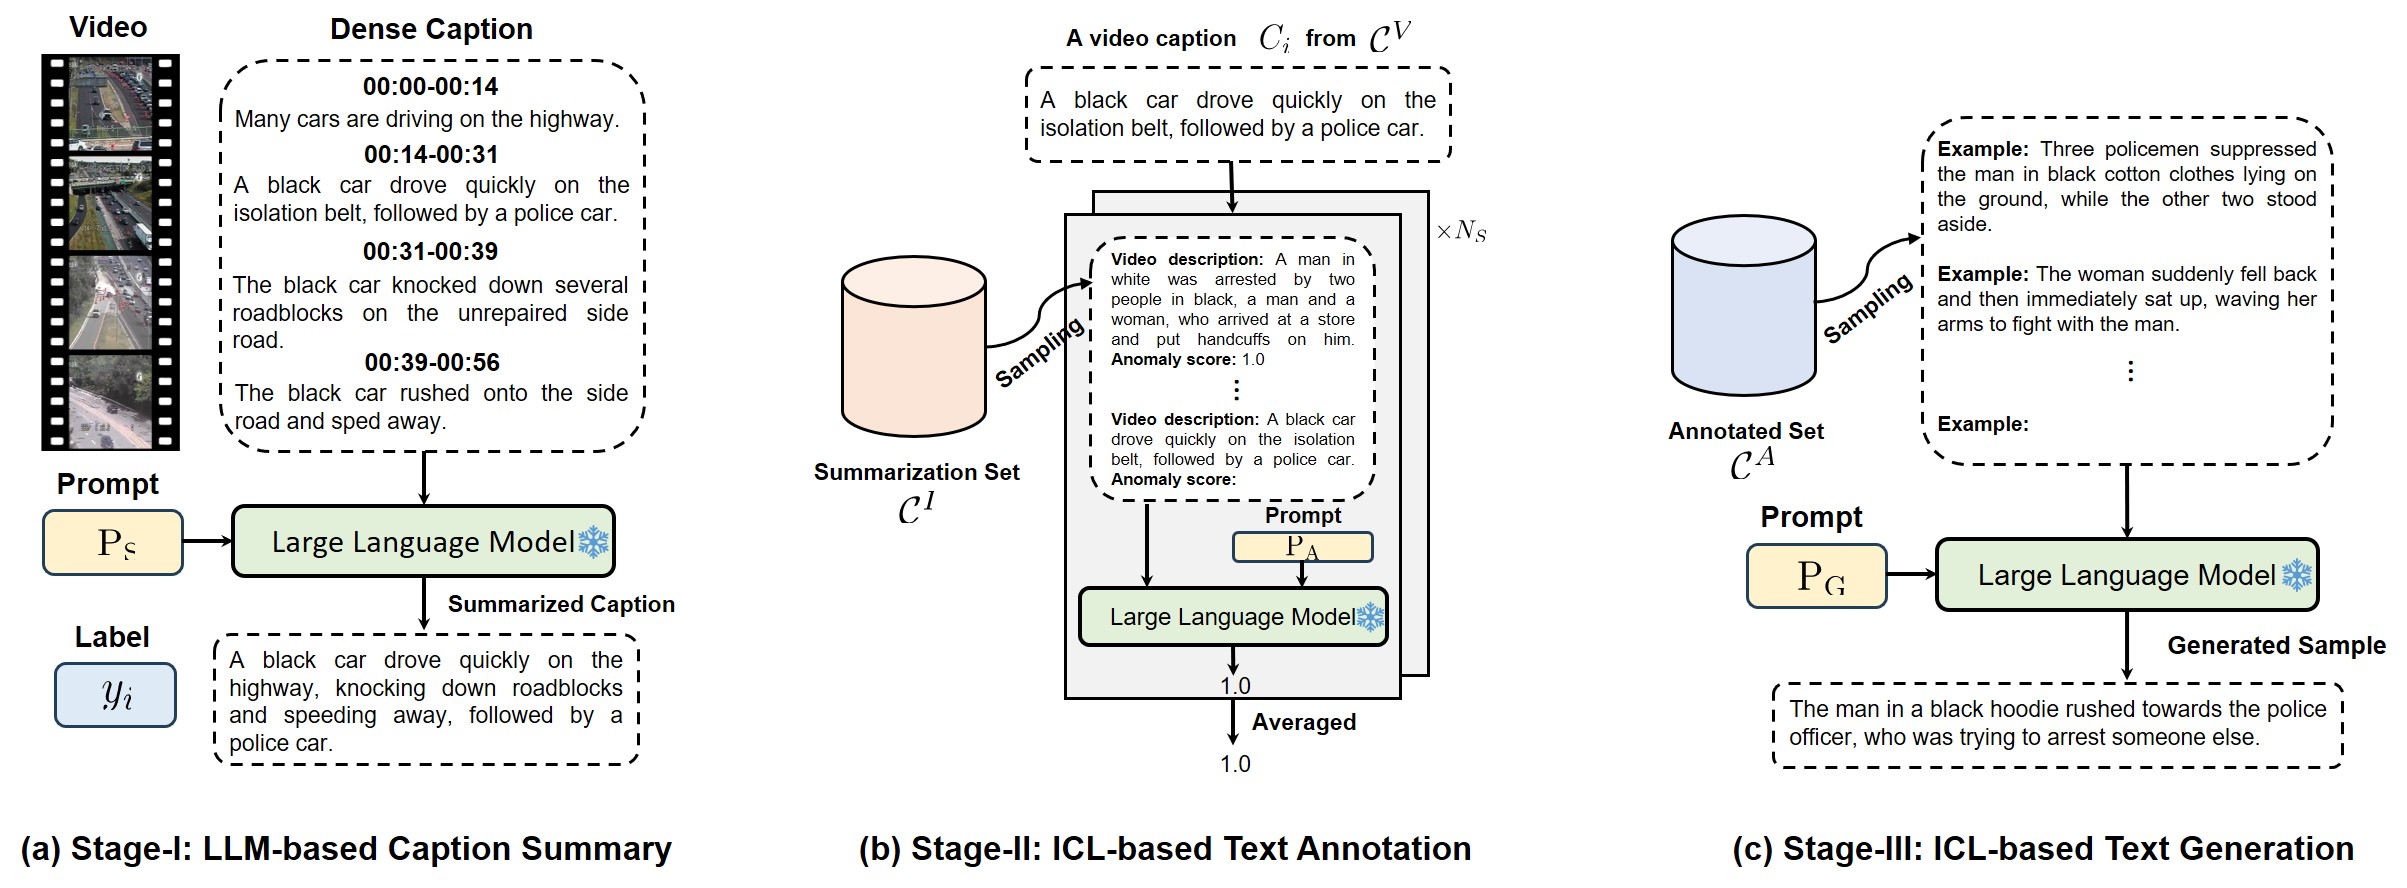 Video
Dense Caption
00:00-00:14
Many cars are driving on the highway.
00:14-00:31
A black car drove quickly on the
isolation belt, followed by a police car.
00:31-00:39
The black car knocked down several
roadblocks on the unrepaired side
road.
00:39-00:56
The black car rushed onto the side
road and sped away.
Prompt
P_S
Large Language Model
Summarized Caption
Label
y_i
A black car drove quickly on the
highway, knocking down roadblocks
and speeding away, followed by a
police car.
(a) Stage-I: LLM-based Caption Summary
A video caption C_i from C^V
A black car drove quickly on the
isolation belt, followed by a police car.
×N_S
Summarization Set
C^I
Sampling
Video description: A man in
white was arrested by two
people in black, a man and a
woman, who arrived at a store
and put handcuffs on him.
Anomaly score: 1.0
⋮
Video description: A black car
drove quickly on the isolation
belt, followed by a police car.
Anomaly score:
Prompt
P_A
Large Language Model
1.0
Averaged
1.0
(b) Stage-II: ICL-based Text Annotation
Annotated Set
C^A
Sampling
Example: Three policemen suppressed
the man in black cotton clothes lying on
the ground, while the other two stood
aside.
Example: The woman suddenly fell back
and then immediately sat up, waving her
arms to fight with the man.
⋮
Example:
Prompt
P_G
Large Language Model
Generated Sample
The man in a black hoodie rushed towards the police
officer, who was trying to arrest someone else.
(c) Stage-III: ICL-based Text Generation